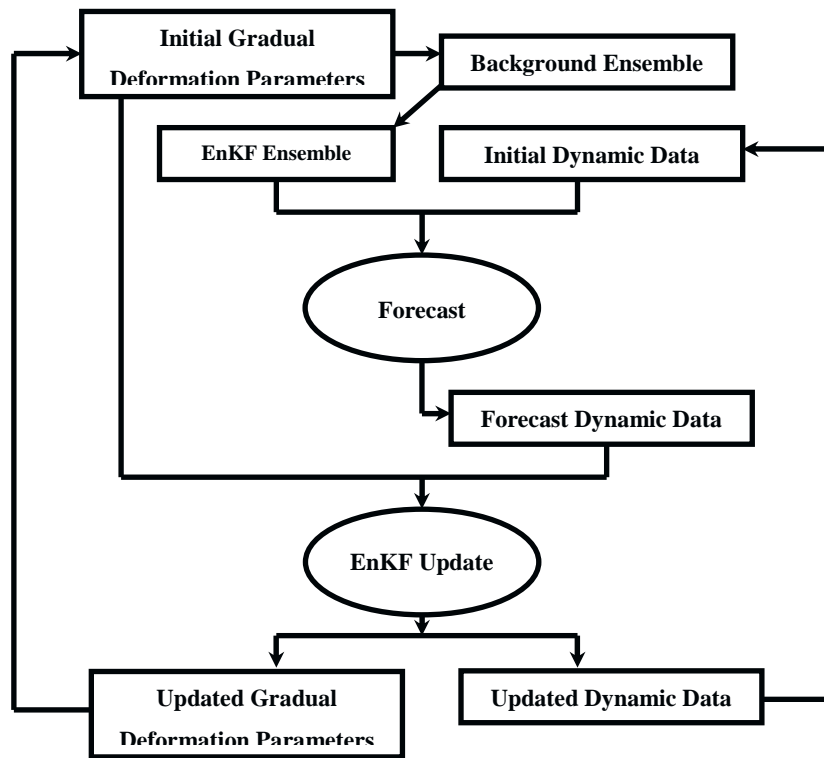 Initial Gradual
Deformation Parameters
Background Ensemble
EnKF Ensemble
Initial Dynamic Data
Forecast
Forecast Dynamic Data
EnKF Update
Updated Gradual
Deformation Parameters
Updated Dynamic Data